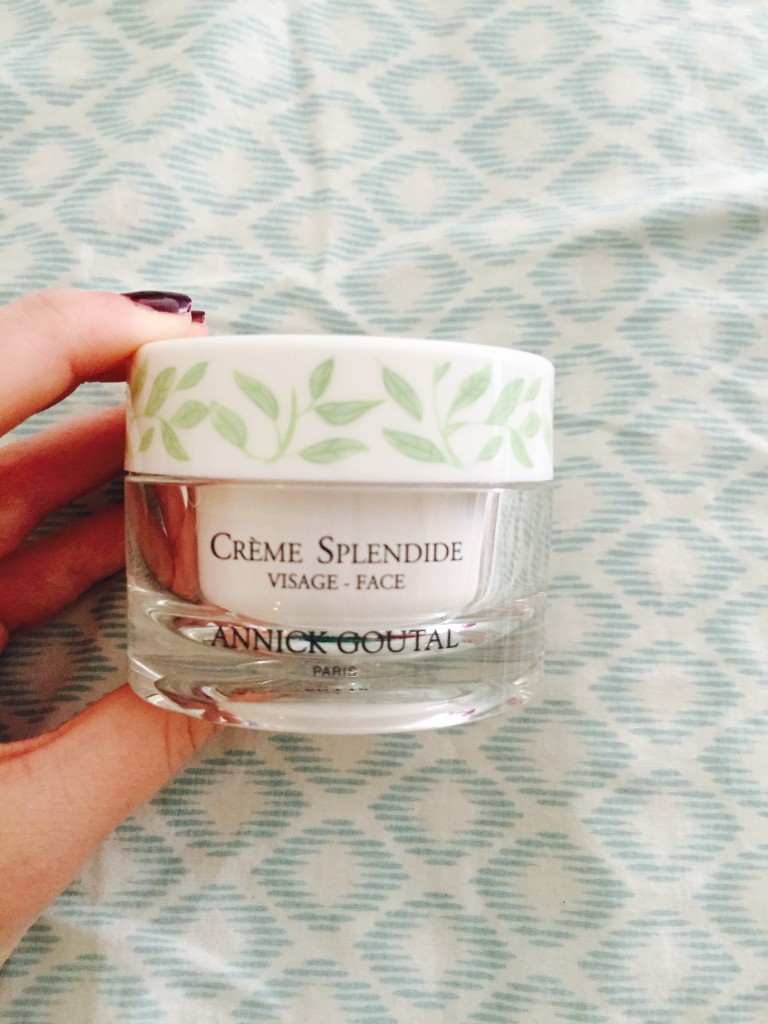 CRÈME SPLENDIDE
VISAGE - FACE
ANNICK GOUTAL
PARIS